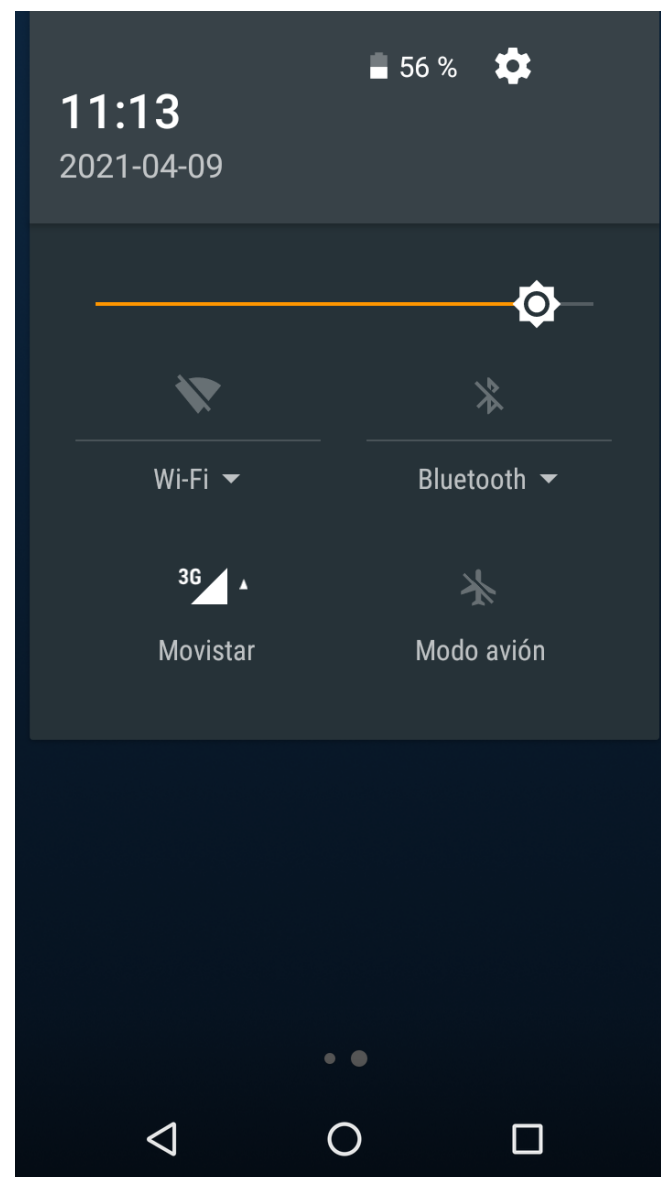 56 %
11:13
2021-04-09
Wi-Fi
Bluetooth
3G
Movistar
Modo avión